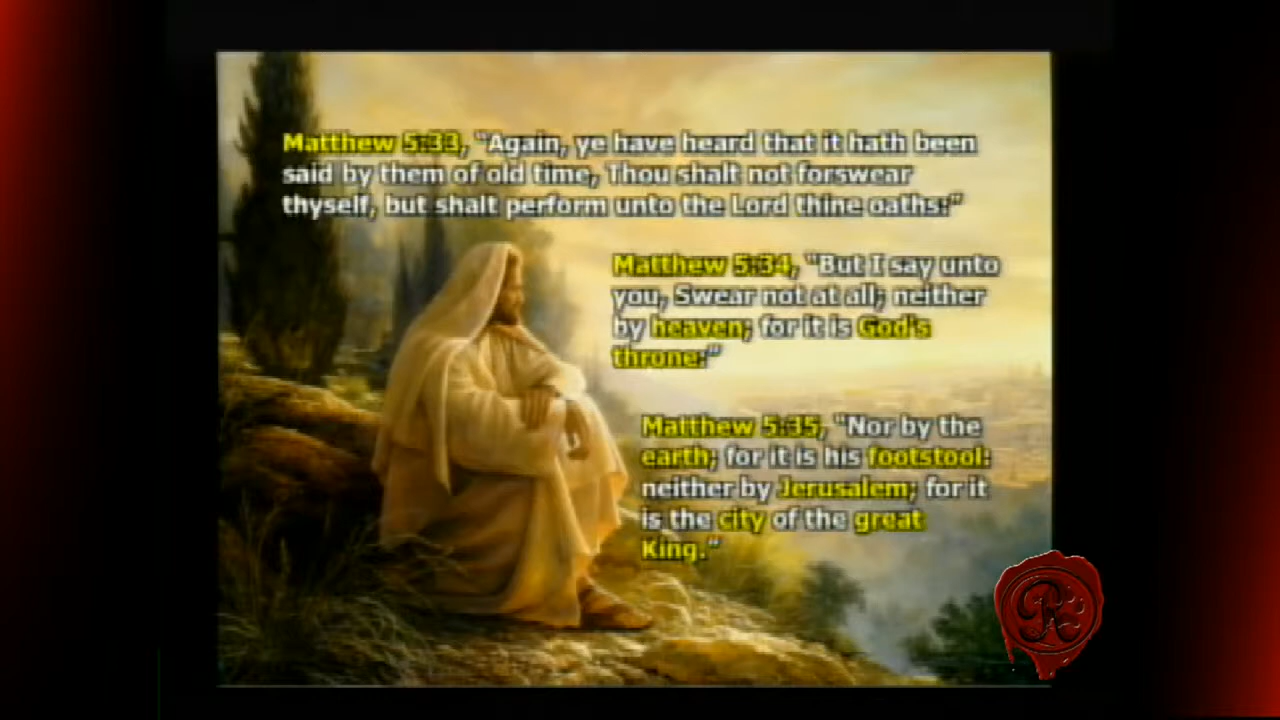 Matthew 5:33, "Again, ye have heard that it hath been
said by them of old time, Thou shalt not forswear
thyself, but shalt perform unto the Lord thine oaths:"
Matthew 5:34, "But I say unto
you, Swear not at all; neither
by heaven; for it is God's
throne:"
Matthew 5:35, "Nor by the
earth; for it is his footstool:
neither by Jerusalem; for it
is the city of the great
King."
R